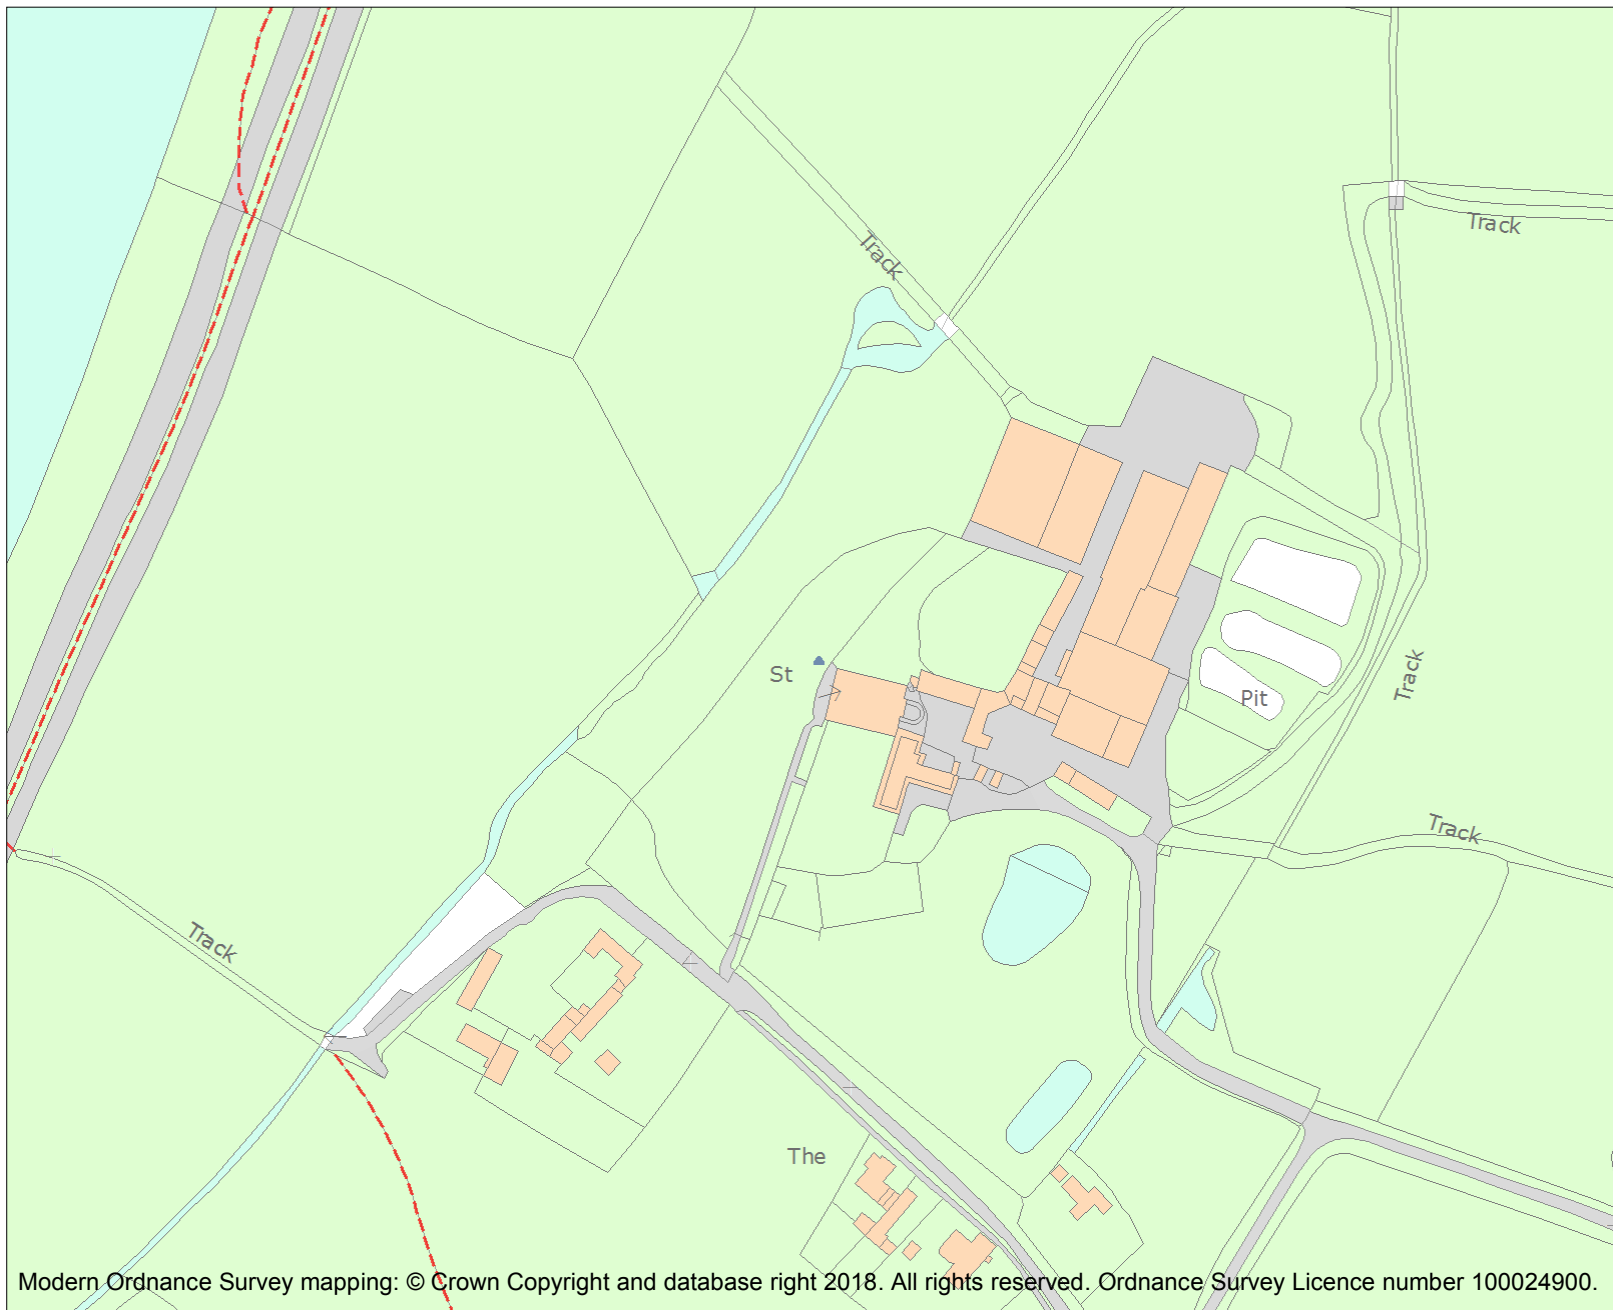 Track
Track
St
Track
Pit
Track
Track
The
Modern Ordnance Survey mapping: © Crown Copyright and database right 2018. All rights reserved. Ordnance Survey Licence number 100024900.